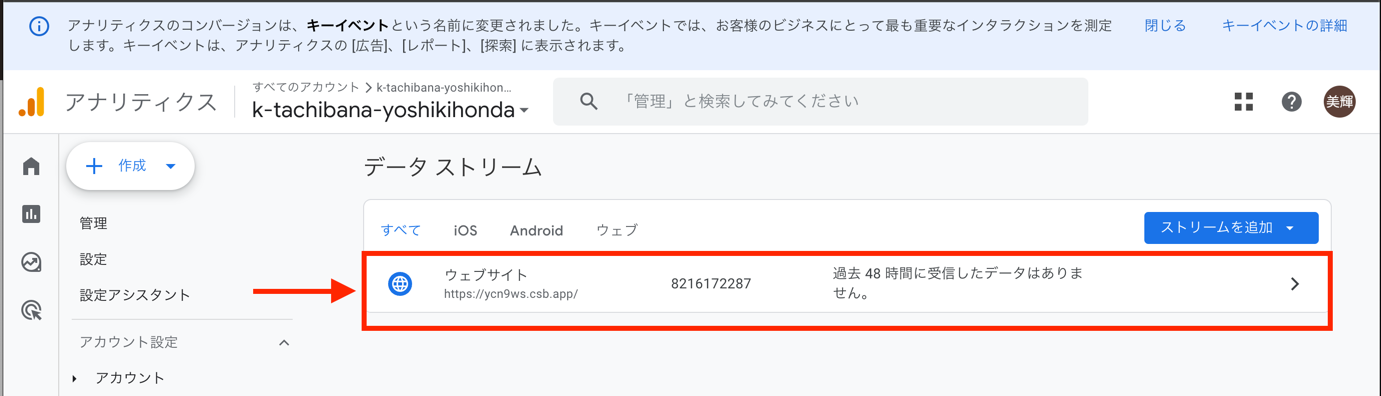 アナリティクスのコンバージョンは、キーイベントという名前に変更されました。キーイベントでは、お客様のビジネスにとって最も重要なインタラクションを測定
します。キーイベントは、アナリティクスの [広告]、[レポート]、[探索] に表示されます。
閉じる
キーイベントの詳細
アナリティクス
すべてのアカウント
k-tachibana-yoshikihon...
k-tachibana-yoshikihonda
「管理」と検索してみてください
美輝
作成
データ ストリーム
管理
設定
設定アシスタント
アカウント設定
アカウント
すべて
iOS
Android
ウェブ
ストリームを追加
ウェブサイト
https://ycn9ws.csb.app/
8216172287
過去 48 時間に受信したデータはありま
せん。